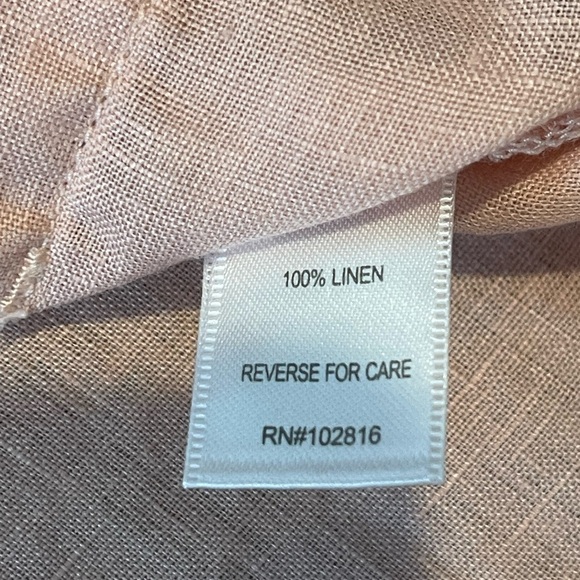 100% LINEN
REVERSE FOR CARE
RN#102816